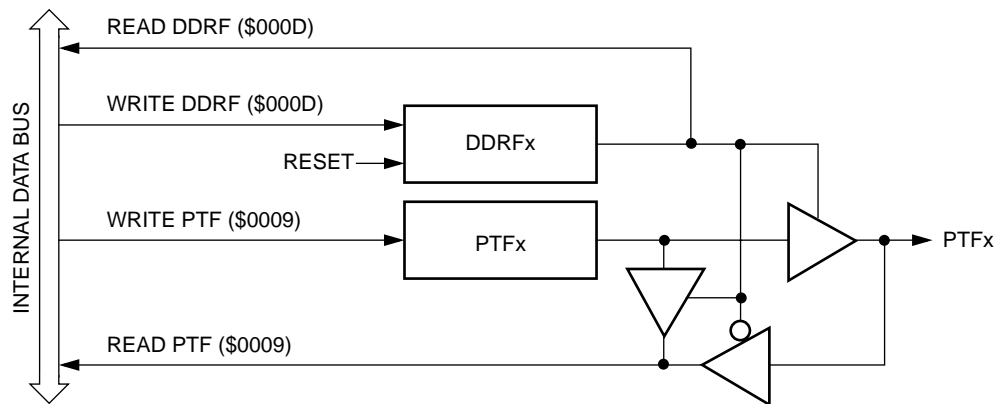 READ DDRF ($000D)
WRITE DDRF ($000D)
DDRFx
RESET
INTERNAL DATA BUS
WRITE PTF ($0009)
PTFx
PTFx
READ PTF ($0009)